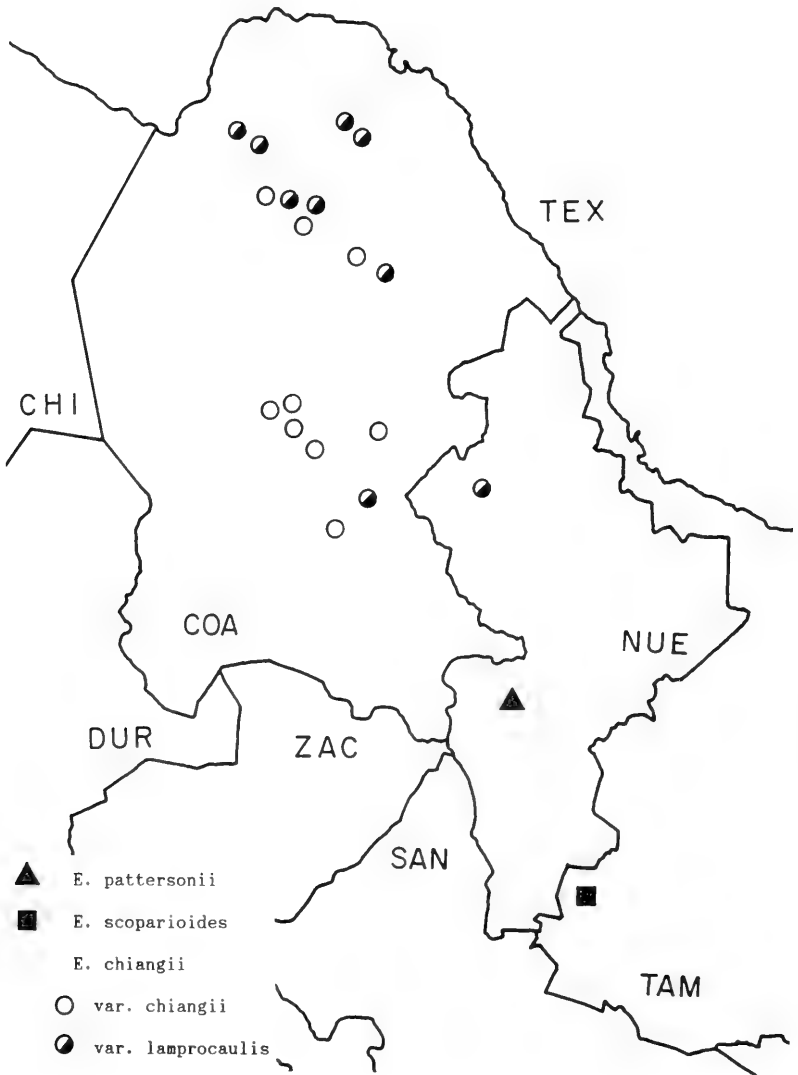 TEX
CHI
COA
NUE
DUR
ZAC
SAN
TAM
E. pattersonii
E. scoparioides
E. chiangii
var. chiangii
var. lamprocaulis